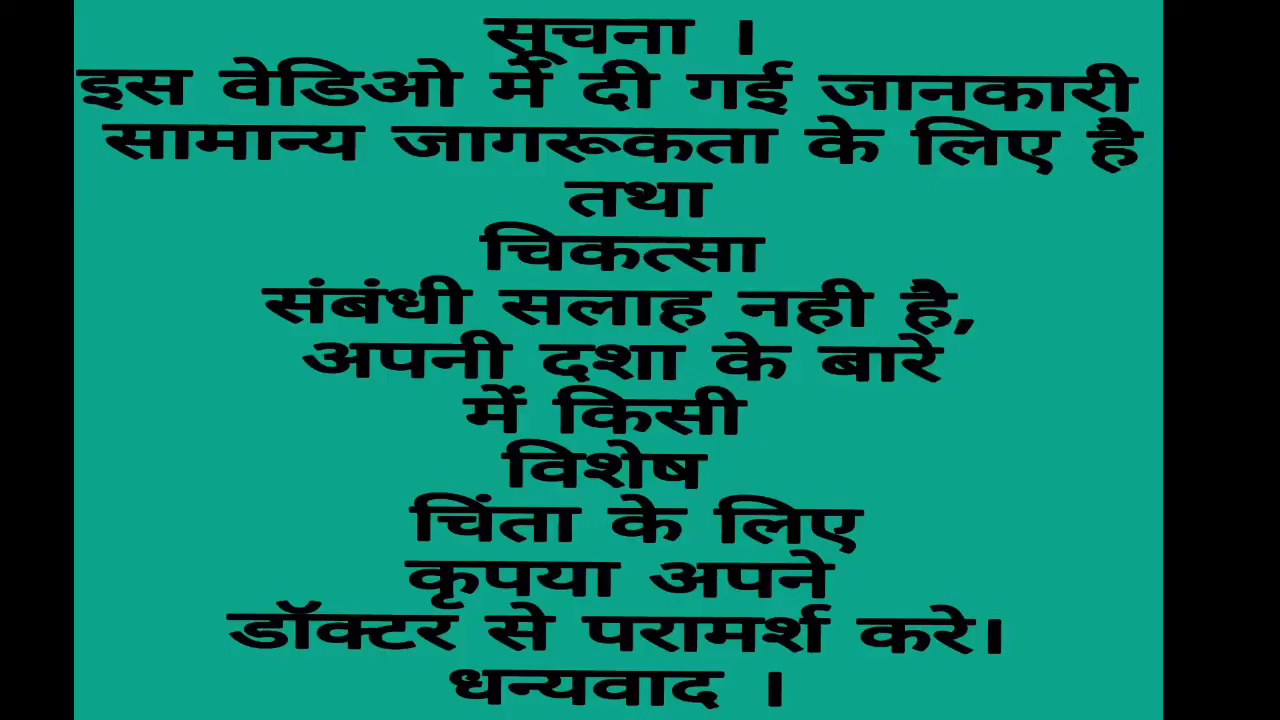 सूचना ।
इस वेडिओ में दी गई जानकारी
सामान्य जागरूकता के लिए है
तथा
चिकत्सा
संबंधी सलाह नही है,
अपनी दशा के बारे
में किसी
विशेष
चिंता के लिए
कृपया अपने
डॉक्टर से परामर्श करे।
धन्यवाद ।